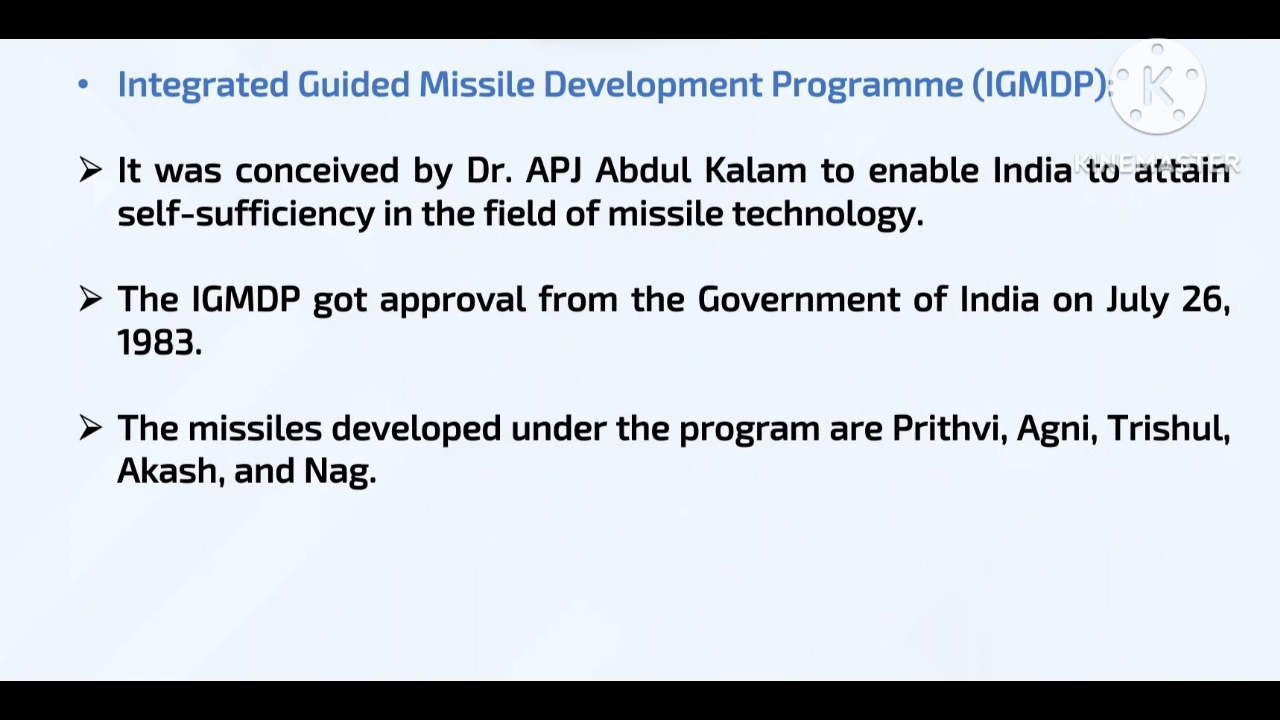 • Integrated Guided Missile Development Programme (IGMDP):
K
KINEMASTER
➢ It was conceived by Dr. APJ Abdul Kalam to enable India to attain
self-sufficiency in the field of missile technology.
➢ The IGMDP got approval from the Government of India on July 26,
1983.
➢ The missiles developed under the program are Prithvi, Agni, Trishul,
Akash, and Nag.